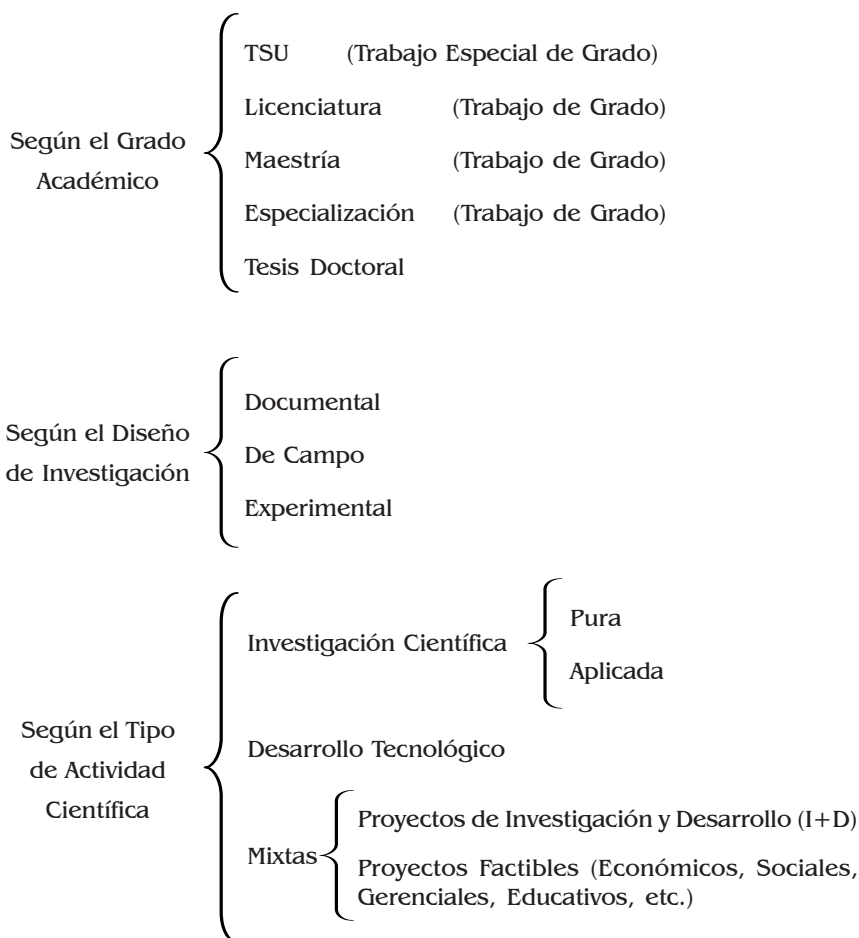 Según el Grado
Académico
TSU (Trabajo Especial de Grado)
Licenciatura (Trabajo de Grado)
Maestría (Trabajo de Grado)
Especialización (Trabajo de Grado)
Tesis Doctoral
Según el Diseño
de Investigación
Documental
De Campo
Experimental
Según el Tipo
de Actividad
Científica
Investigación Científica
Pura
Aplicada
Desarrollo Tecnológico
Mixtas
Proyectos de Investigación y Desarrollo (I+D)
Proyectos Factibles (Económicos, Sociales,
Gerenciales, Educativos, etc.)